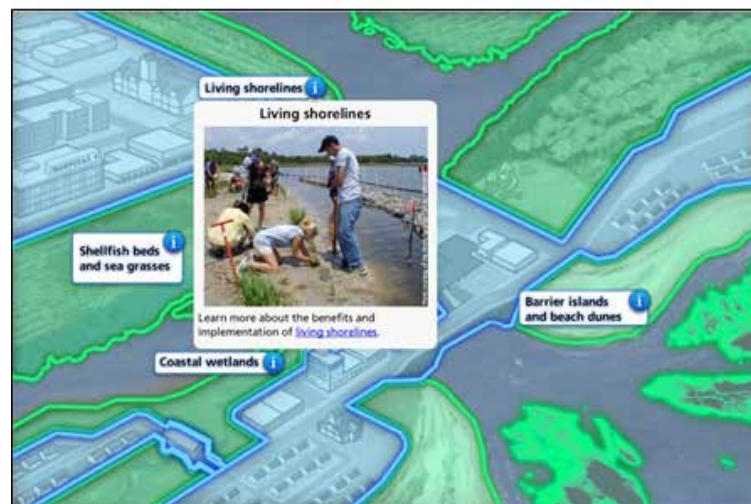 Living shorelines
Living shorelines
Learn more about the benefits and
implementation of living shorelines.
Shellfish beds
and sea grasses
Barrier islands
and beach dunes
Coastal wetlands